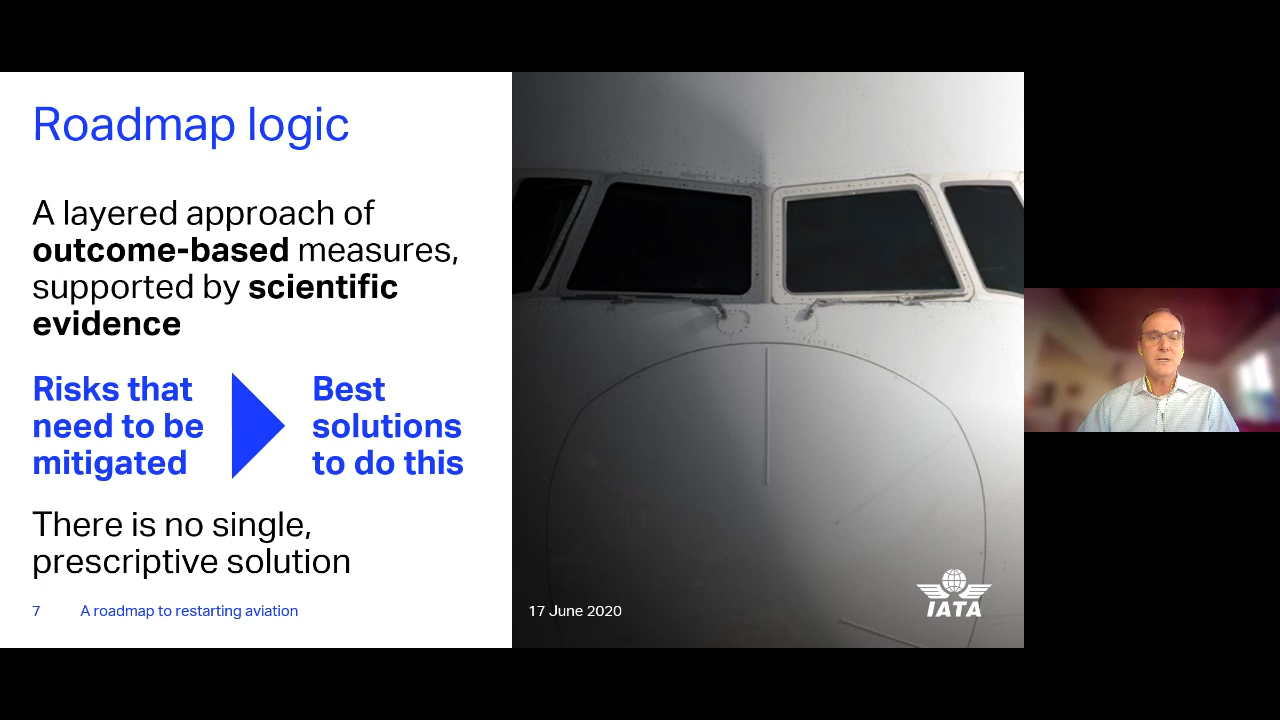 Roadmap logic
A layered approach of
outcome-based measures,
supported by scientific
evidence
Risks that
need to be
mitigated
Best
solutions
to do this
There is no single,
prescriptive solution
7
A roadmap to restarting aviation
17 June 2020
IATA